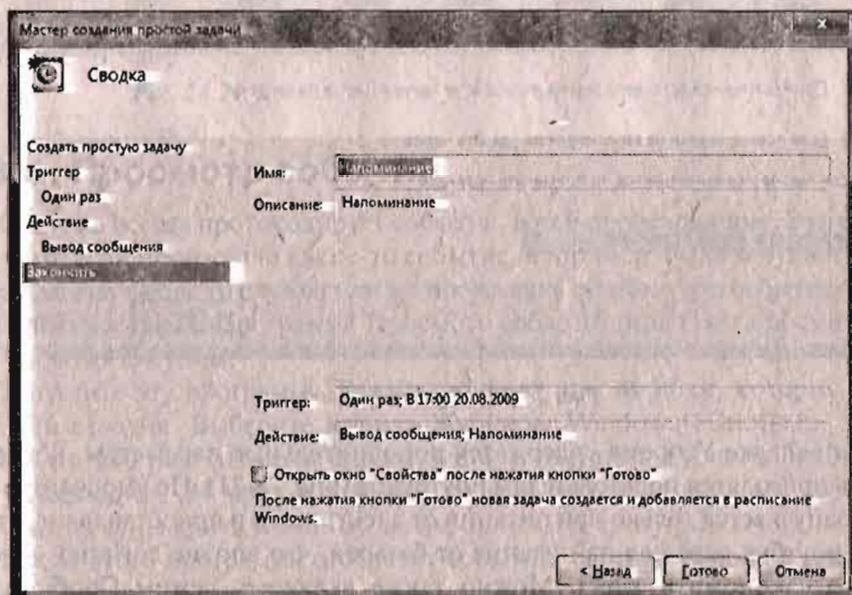 Мастер создания простой задачи
Сводка
Создать простую задачу
Триггер
Один раз
Действие
Вывод сообщения
Закончить
Имя: Напоминание
Описание: Напоминание
Триггер: Один раз; В 17:00 20.08.2009
Действие: Вывод сообщения; Напоминание
Открыть окно "Свойства" после нажатия кнопки "Готово"
После нажатия кнопки "Готово" новая задача создается и добавляется в расписание
Windows.
< Назад
Готово
Отмена